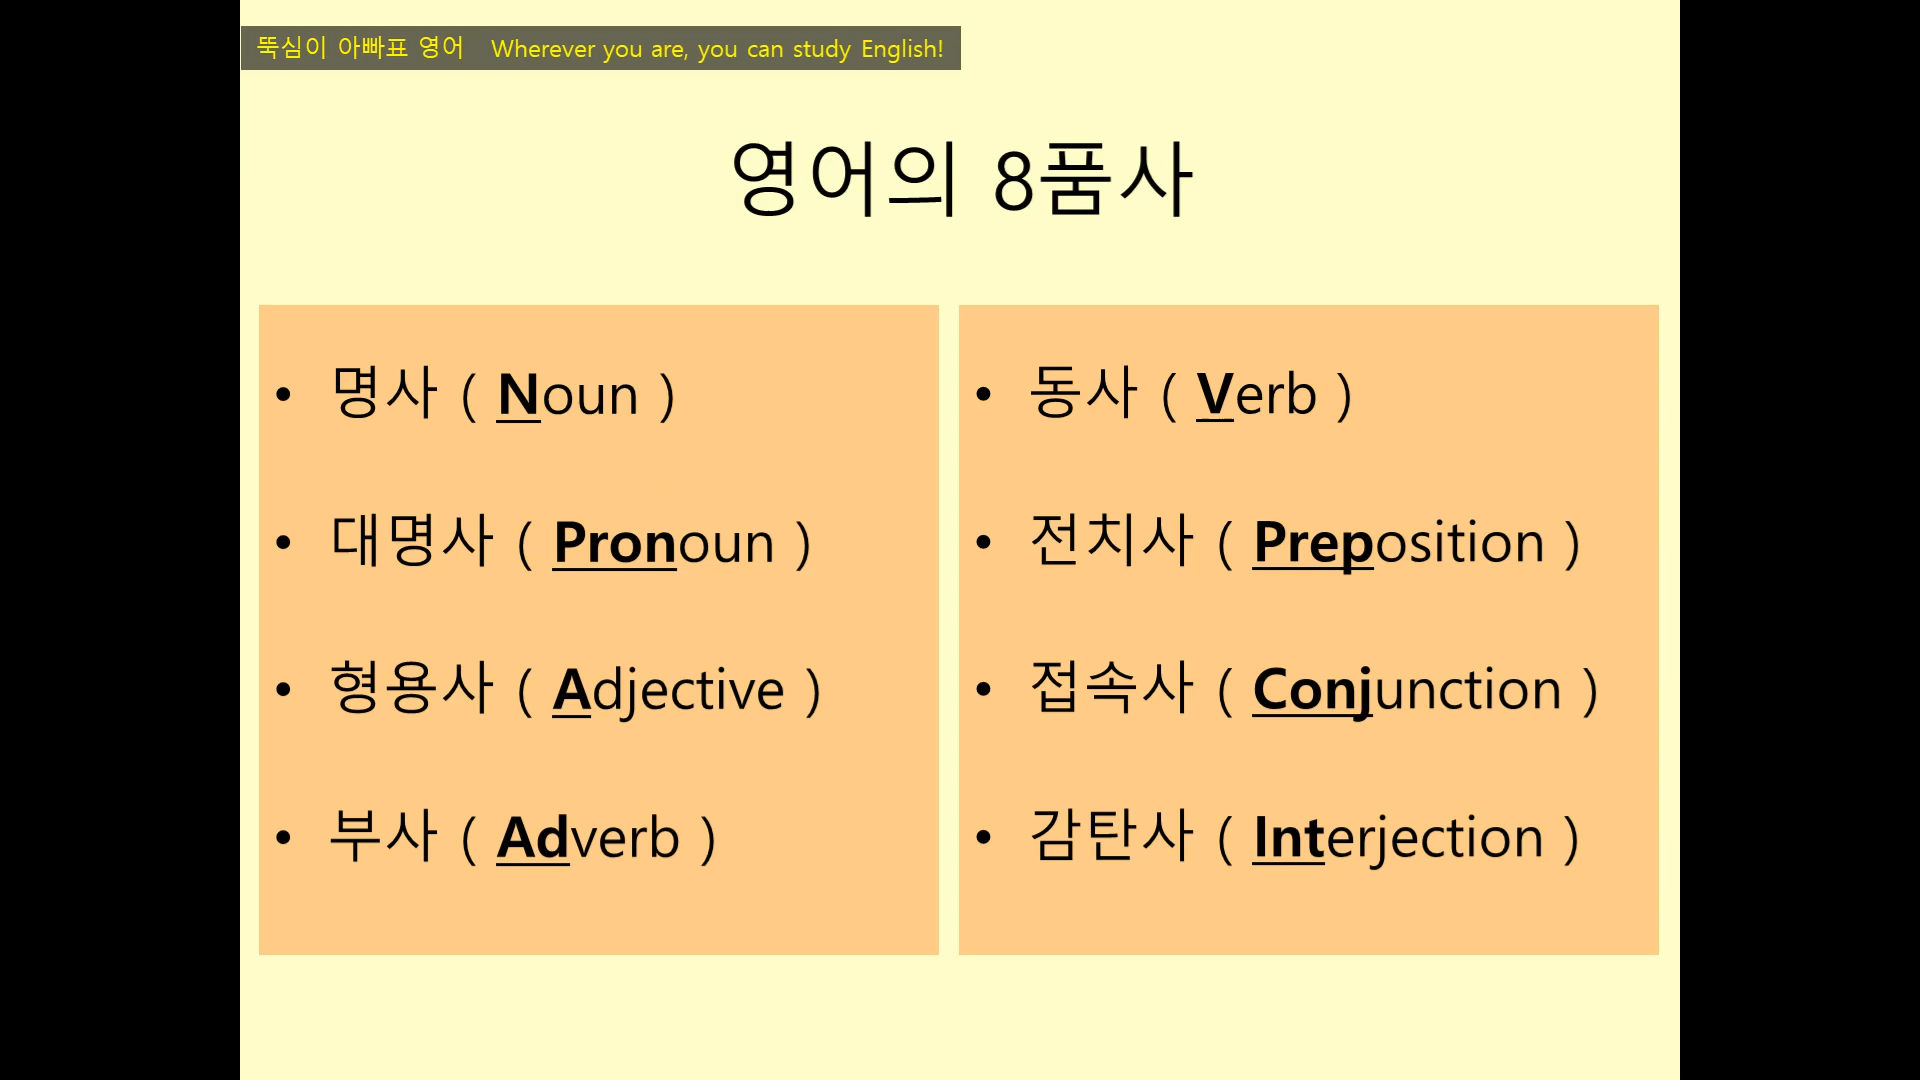 뚝심이 아빠표 영어 Wherever you are, you can study English!
영어의 8품사
• 명사 ( Noun )
• 대명사 ( Pronoun )
• 형용사 ( Adjective )
• 부사 ( Adverb )
• 동사 ( Verb )
• 전치사 ( Preposition )
• 접속사 ( Conjunction )
• 감탄사 ( Interjection )